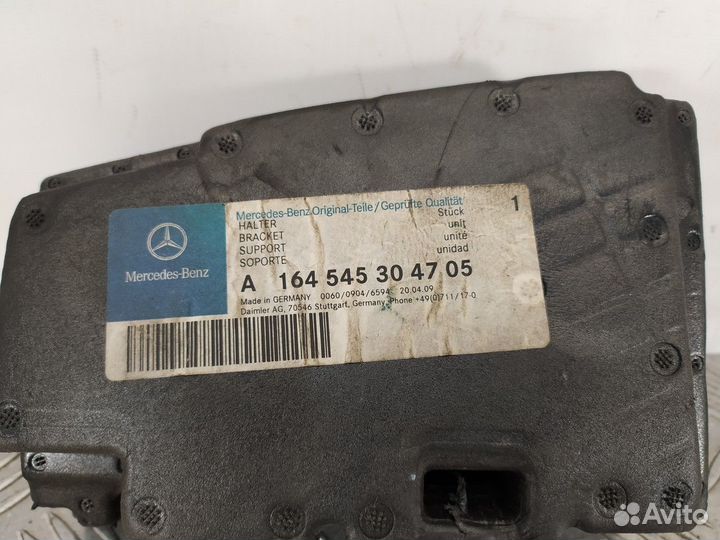 Mercedes-Benz
Mercedes-Benz Original-Teile/Geprüfte Qualität
HALTER Stück 1
BRACKET unit
SUPPORT unité
SOPORTE unidad
A 164 545 304 7 05
Made in GERMANY 0060/0904/6594 20.04.09
Daimler AG, 70546 Stuttgart, Germany, Phone +49(0)711/17-0
Avito